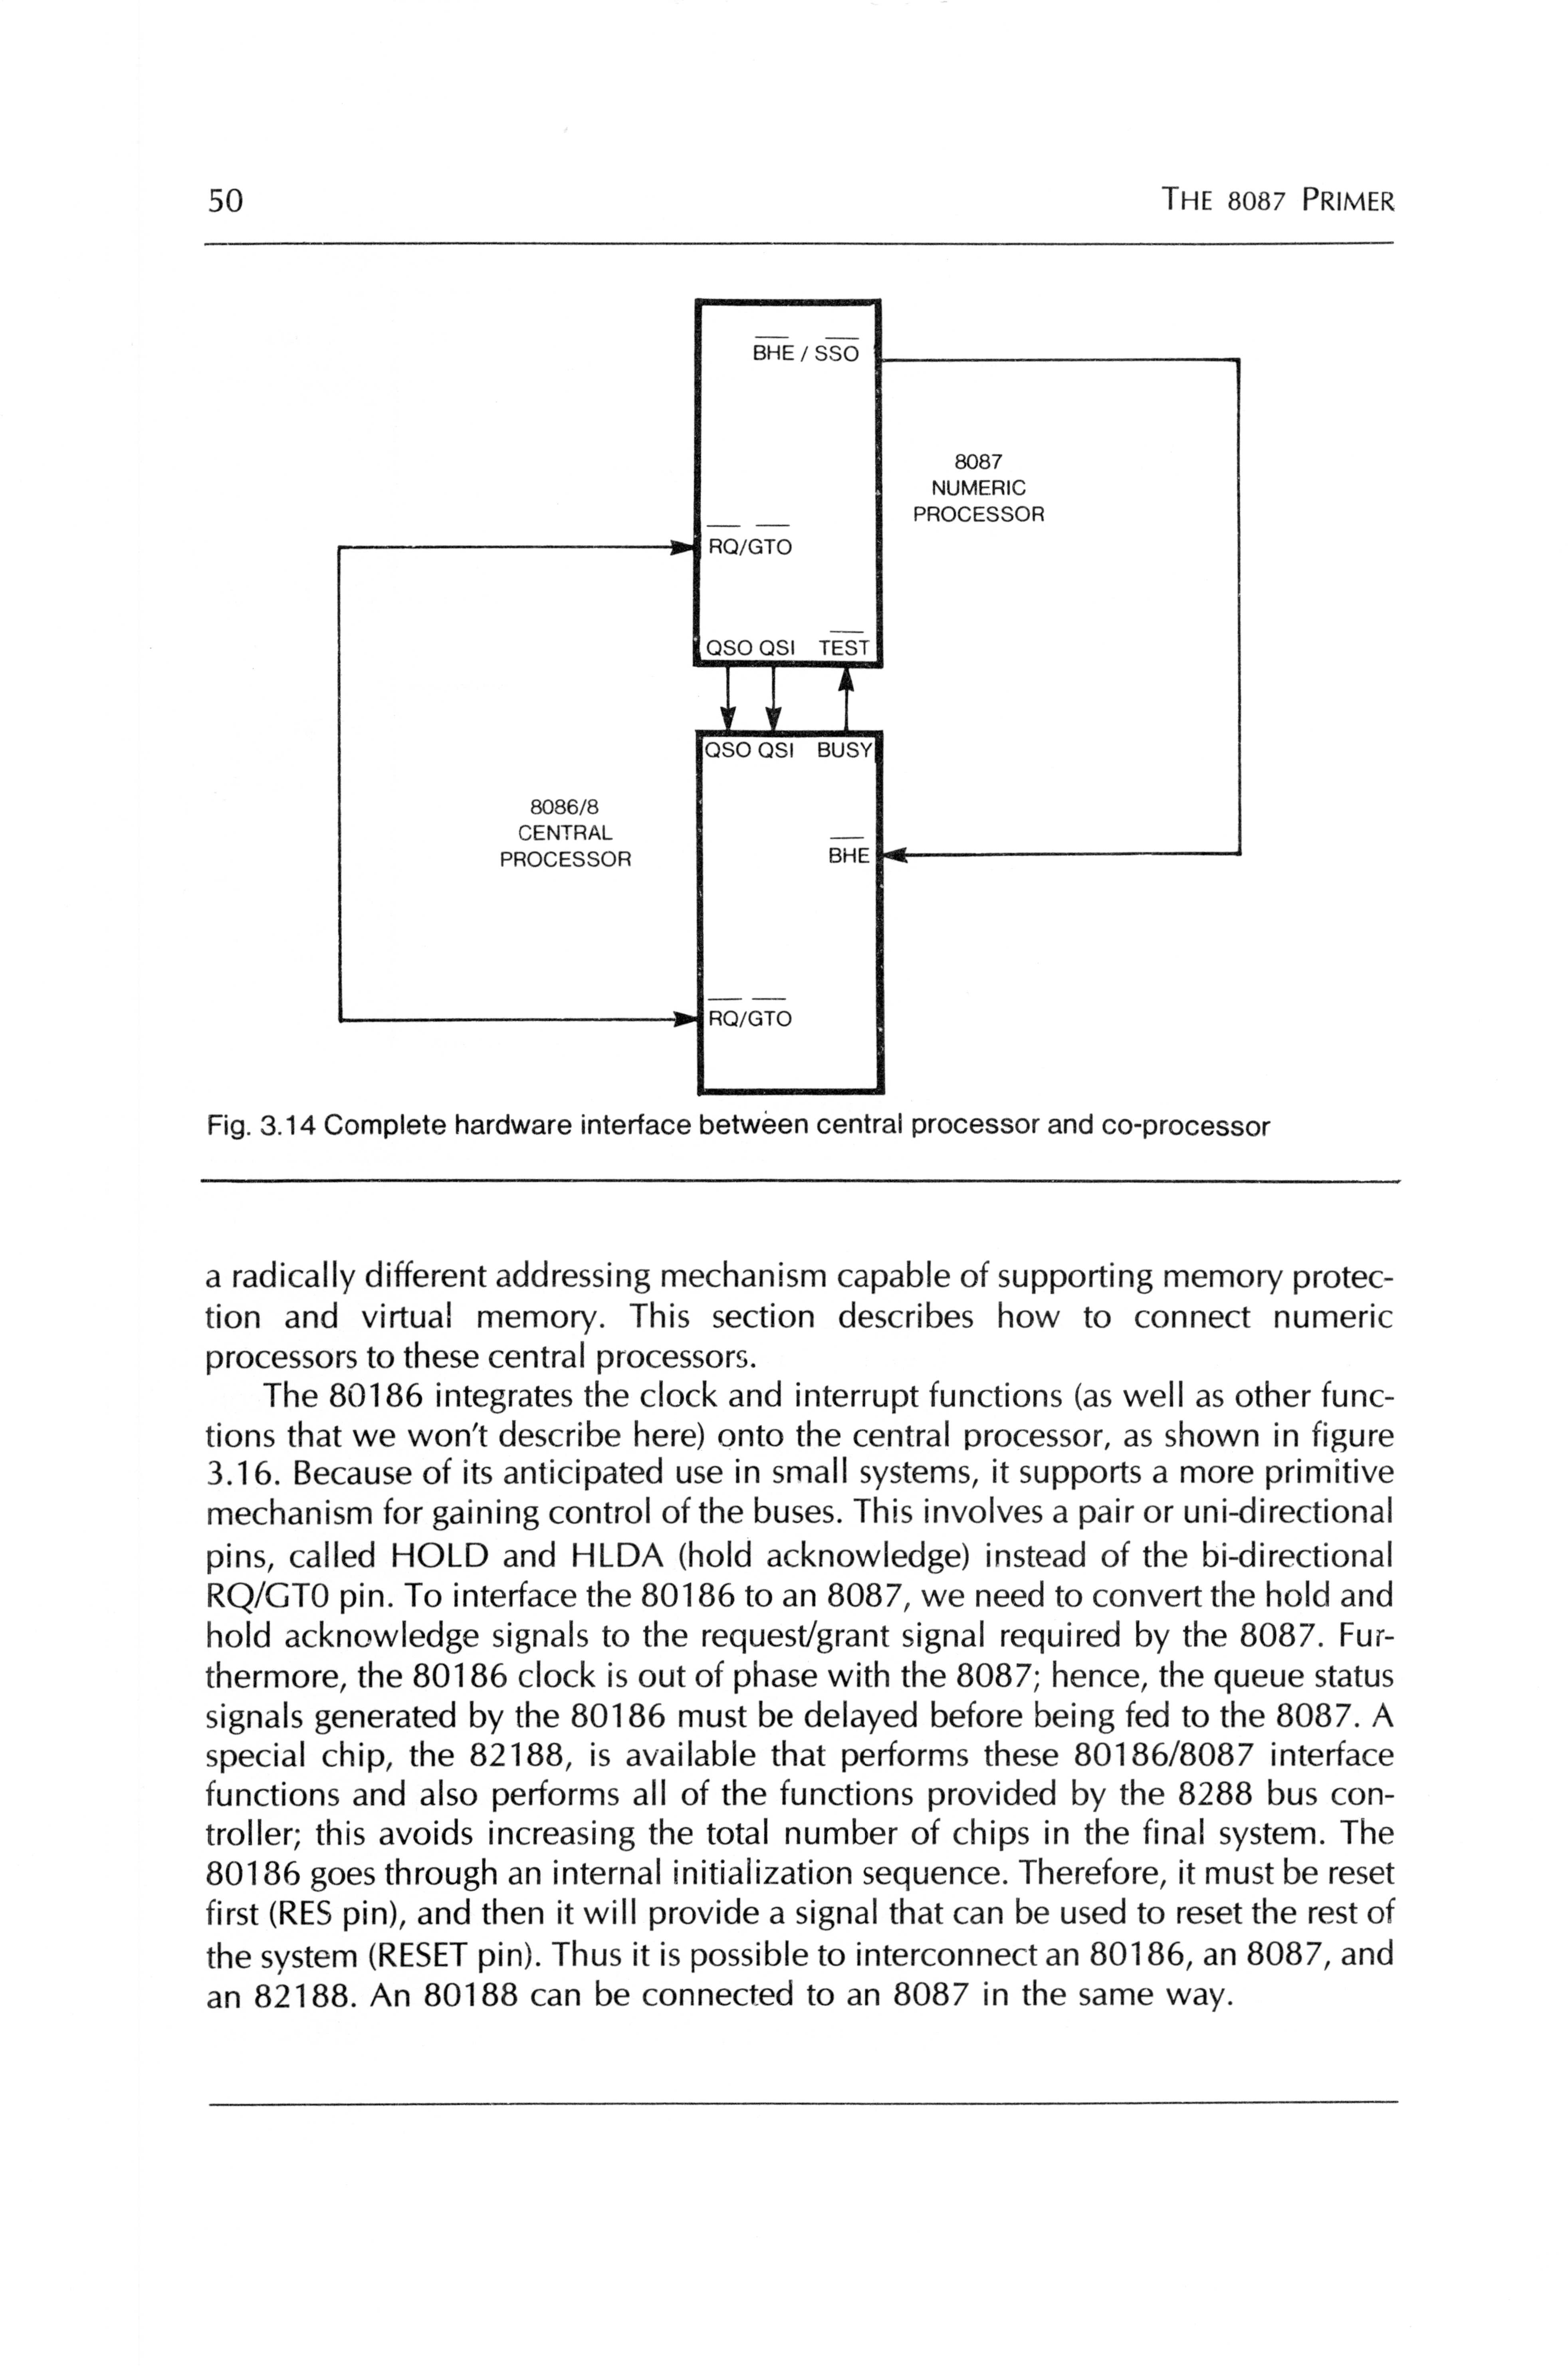 50
THE 8087 PRIMER
BHE / SSO
8087
NUMERIC
PROCESSOR
RQ/GTO
QSO QSI TEST
QSO QSI BUSY
8086/8
CENTRAL
PROCESSOR
BHE
RQ/GTO
Fig. 3.14 Complete hardware interface between central processor and co-processor
a radically different addressing mechanism capable of supporting memory protec-
tion and virtual memory. This section describes how to connect numeric
processors to these central processors.
The 80186 integrates the clock and interrupt functions (as well as other func-
tions that we won't describe here) onto the central processor, as shown in figure
3.16. Because of its anticipated use in small systems, it supports a more primitive
mechanism for gaining control of the buses. This involves a pair or uni-directional
pins, called HOLD and HLDA (hold acknowledge) instead of the bi-directional
RQ/GT0 pin. To interface the 80186 to an 8087, we need to convert the hold and
hold acknowledge signals to the request/grant signal required by the 8087. Fur-
thermore, the 80186 clock is out of phase with the 8087; hence, the queue status
signals generated by the 80186 must be delayed before being fed to the 8087. A
special chip, the 82188, is available that performs these 80186/8087 interface
functions and also performs all of the functions provided by the 8288 bus con-
troller; this avoids increasing the total number of chips in the final system. The
80186 goes through an internal initialization sequence. Therefore, it must be reset
first (RES pin), and then it will provide a signal that can be used to reset the rest of
the system (RESET pin). Thus it is possible to interconnect an 80186, an 8087, and
an 82188. An 80188 can be connected to an 8087 in the same way.